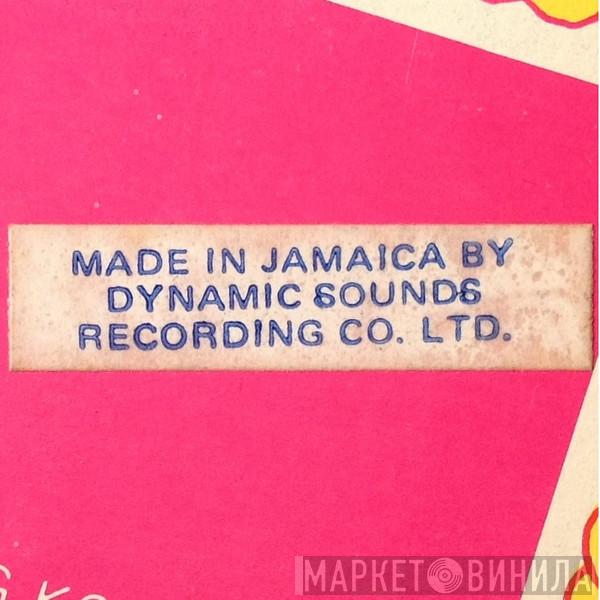 MADE IN JAMAICA BY
DYNAMIC SOUNDS
RECORDING CO. LTD.
МАРКЕТ ВИНИЛА